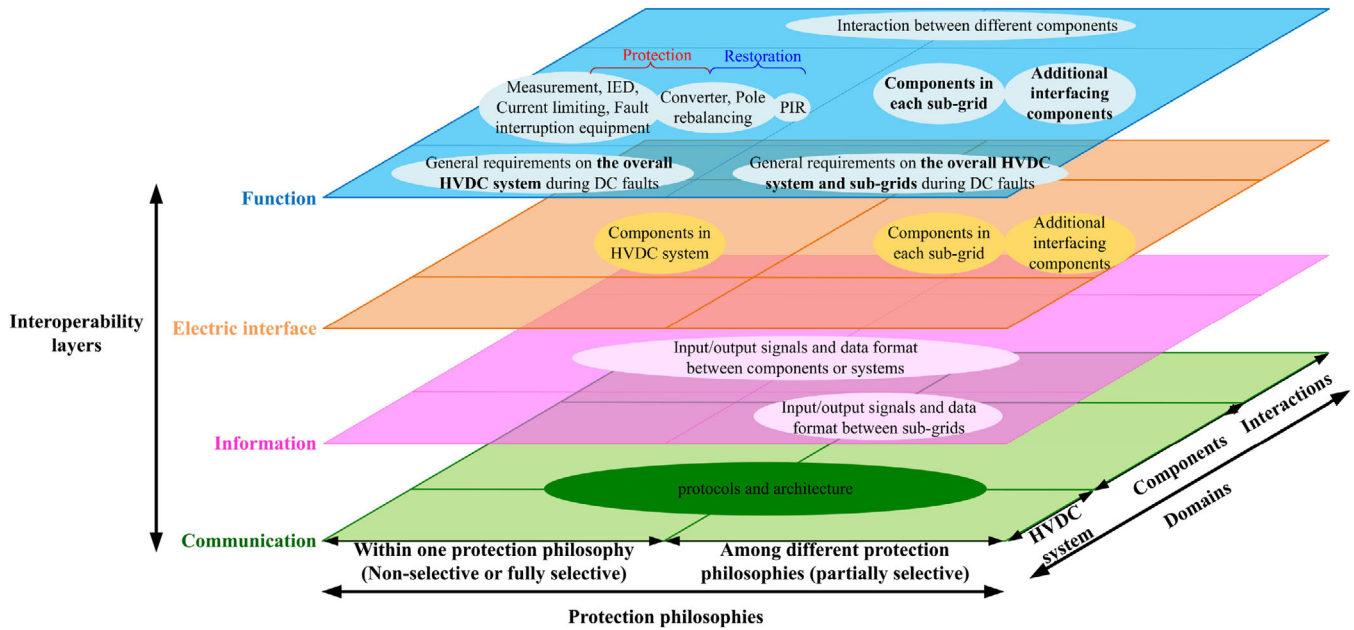 Interaction between different components
Protection
Restoration
Measurement, IED,
Current limiting, Fault
interruption equipment
Converter, Pole
rebalancing
PIR
Components in
each sub-grid
Additional
interfacing
components
General requirements on the overall
HVDC system during DC faults
General requirements on the overall HVDC
system and sub-grids during DC faults
Function
Components in
HVDC system
Components in
each sub-grid
Additional
interfacing
components
Interoperability
layers
Electric interface
Input/output signals and data format
between components or systems
Input/output signals and data
format between sub-grids
Information
protocols and architecture
Communication
Within one protection philosophy
(Non-selective or fully selective)
Among different protection
philosophies (partially selective)
Protection philosophies
HVDC
system
Components
Interactions
Domains